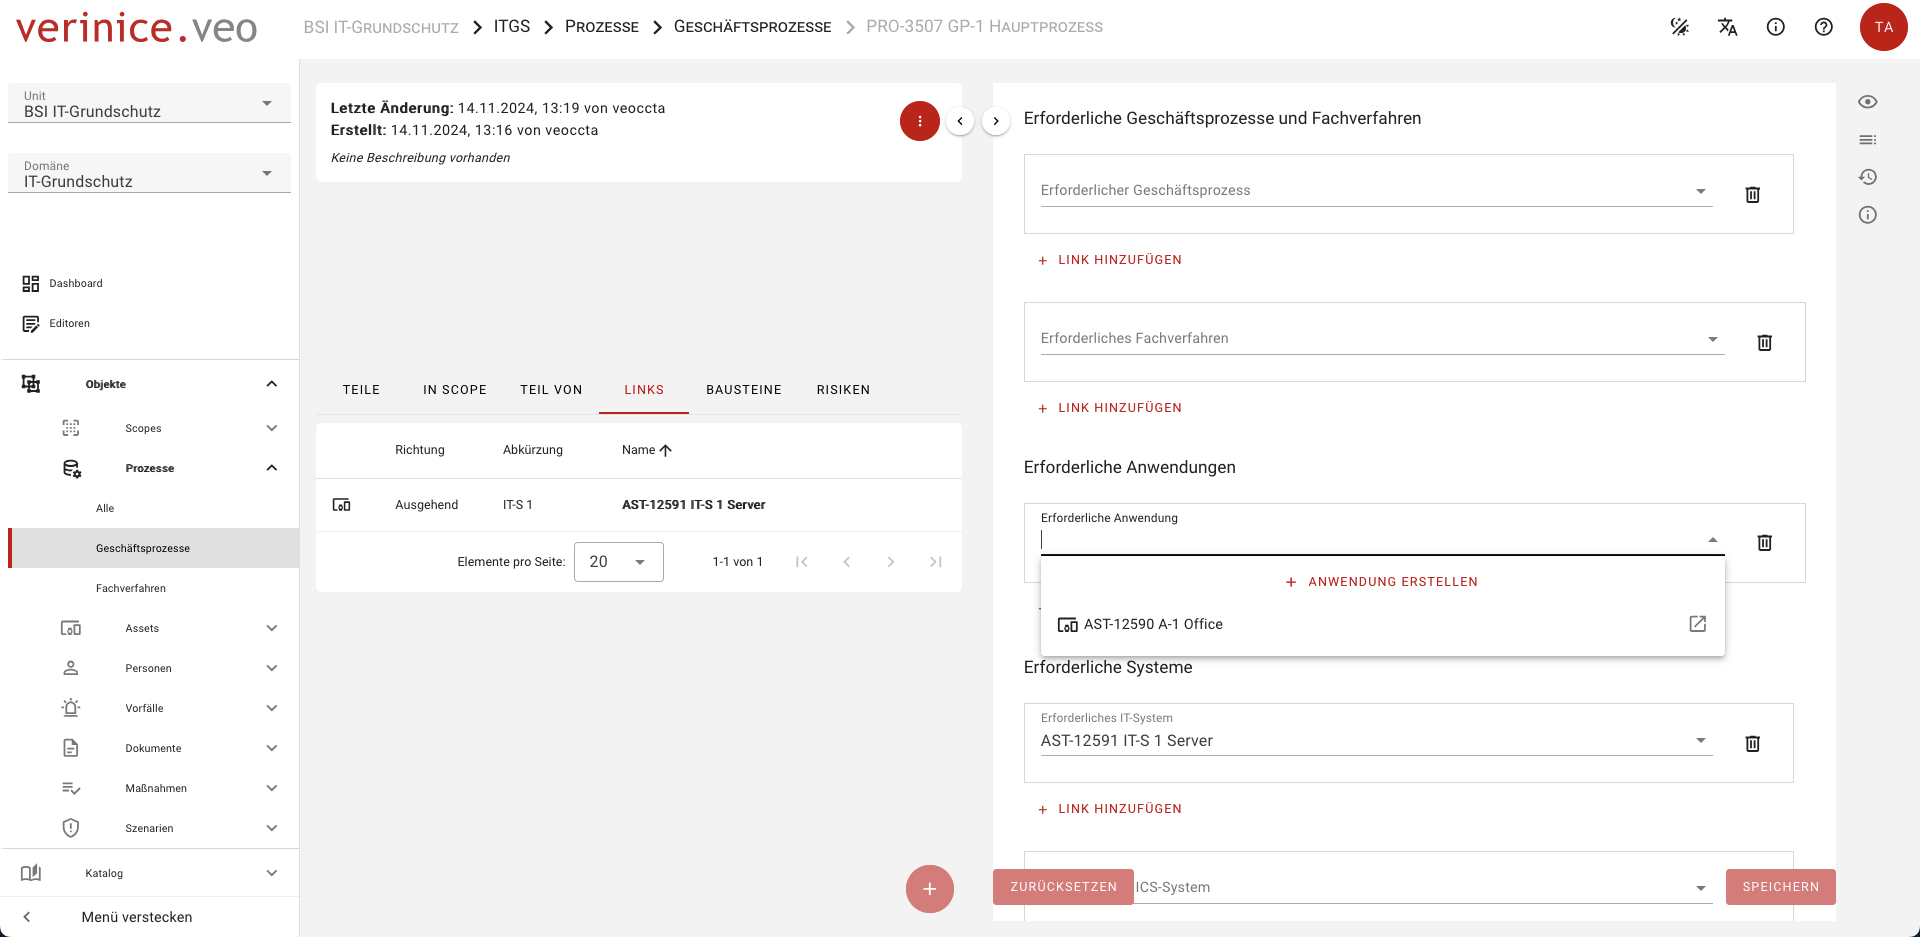 verinice.veo
BSI IT-Grundschutz
ITGS
Prozesse
Geschäftsprozesse
PRO-3507 GP-1 Hauptprozess
TA
Unit
BSI IT-Grundschutz
Domäne
IT-Grundschutz
Dashboard
Editoren
Objekte
Scopes
Prozesse
Alle
Geschäftsprozesse
Fachverfahren
Assets
Personen
Vorfälle
Dokumente
Maßnahmen
Szenarien
Katalog
Menü verstecken
Letzte Änderung: 14.11.2024, 13:19 von veoccta
Erstellt: 14.11.2024, 13:16 von veoccta
Keine Beschreibung vorhanden
TEILE IN SCOPE TEIL VON LINKS BAUSTEINE RISIKEN
Richtung Abkürzung Name
Ausgehend IT-S 1 AST-12591 IT-S 1 Server
Elemente pro Seite: 20 1-1 von 1
Erforderliche Geschäftsprozesse und Fachverfahren
Erforderlicher Geschäftsprozess
+ LINK HINZUFÜGEN
Erforderliches Fachverfahren
+ LINK HINZUFÜGEN
Erforderliche Anwendungen
Erforderliche Anwendung
+ ANWENDUNG ERSTELLEN
AST-12590 A-1 Office
Erforderliche Systeme
Erforderliches IT-System
AST-12591 IT-S 1 Server
+ LINK HINZUFÜGEN
ICS-System
ZURÜCKSETZEN
SPEICHERN